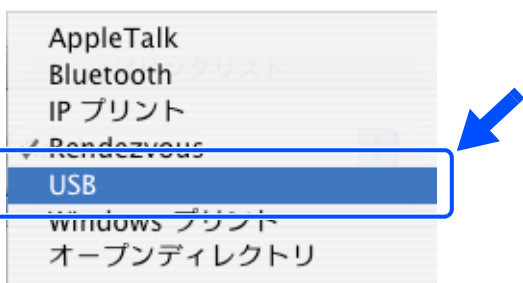 AppleTalk
Bluetooth
IP プリント
✓ Rendezvous
USB
Windows プリント
オープンディレクトリ